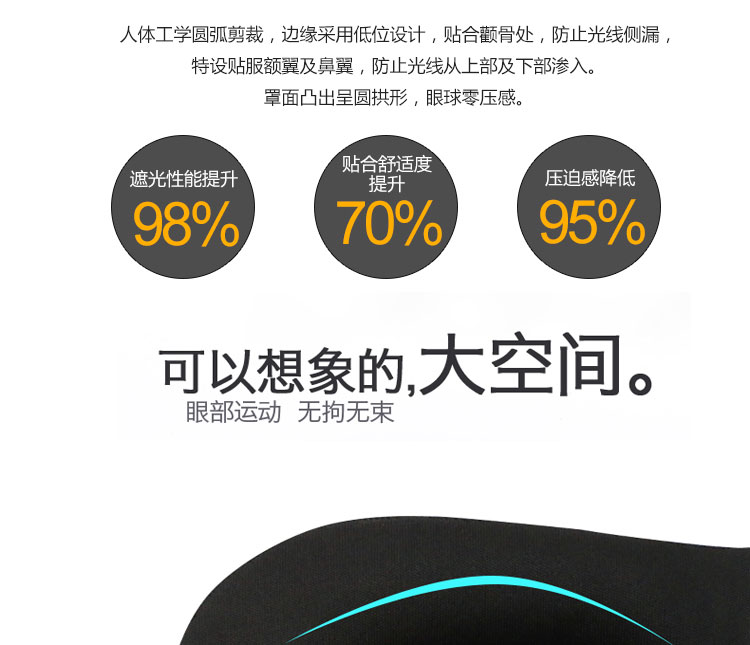 人体工学圆弧剪裁，边缘采用低位设计，贴合颧骨处，防止光线侧漏，
特设贴服额翼及鼻翼，防止光线从上部及下部渗入。
罩面凸出呈圆拱形，眼球零压感。
遮光性能提升
98%
贴合舒适度
提升
70%
压迫感降低
95%
可以想象的,大空间。
眼部运动 无拘无束